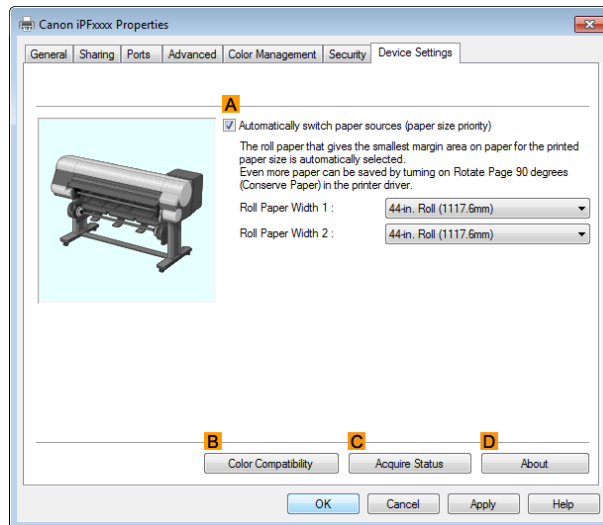 Canon iPFxxxx Properties
General Sharing Ports Advanced Color Management Security Device Settings
A
Automatically switch paper sources (paper size priority)
The roll paper that gives the smallest margin area on paper for the printed
paper size is automatically selected.
Even more paper can be saved by turning on Rotate Page 90 degrees
(Conserve Paper) in the printer driver.
Roll Paper Width 1 : 44-in. Roll (1117.6mm)
Roll Paper Width 2 : 44-in. Roll (1117.6mm)
B C D
Color Compatibility Acquire Status About
OK Cancel Apply Help